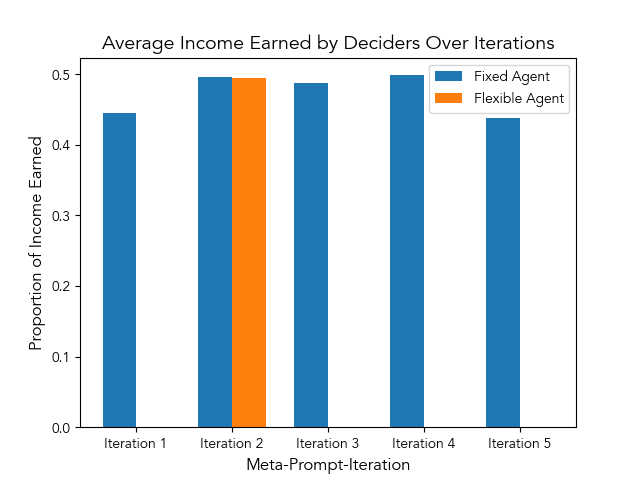 Average Income Earned by Deciders Over Iterations
Fixed Agent
Flexible Agent
Proportion of Income Earned
0.5
0.4
0.3
0.2
0.1
0.0
Iteration 1 Iteration 2 Iteration 3 Iteration 4 Iteration 5
Meta-Prompt-Iteration